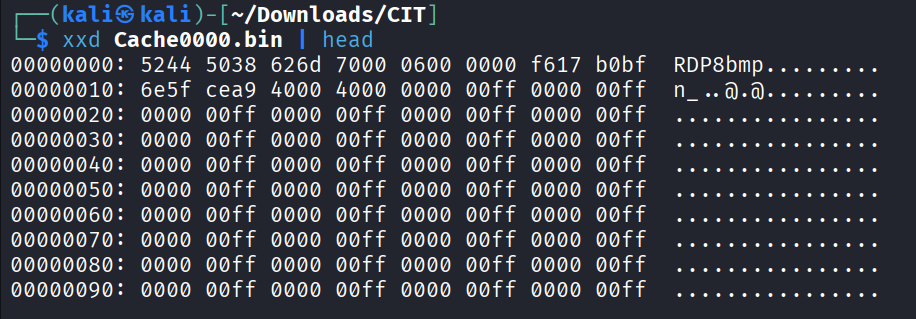 ┌──(kali㉿kali)-[~/Downloads/CIT]
└─$ xxd Cache0000.bin | head
00000000: 5244 5038 626d 7000 0600 0000 f617 b0bf  RDP8bmp.........
00000010: 6e5f cea9 4000 4000 0000 00ff 0000 00ff  n_..@.@.........
00000020: 0000 00ff 0000 00ff 0000 00ff 0000 00ff  ................
00000030: 0000 00ff 0000 00ff 0000 00ff 0000 00ff  ................
00000040: 0000 00ff 0000 00ff 0000 00ff 0000 00ff  ................
00000050: 0000 00ff 0000 00ff 0000 00ff 0000 00ff  ................
00000060: 0000 00ff 0000 00ff 0000 00ff 0000 00ff  ................
00000070: 0000 00ff 0000 00ff 0000 00ff 0000 00ff  ................
00000080: 0000 00ff 0000 00ff 0000 00ff 0000 00ff  ................
00000090: 0000 00ff 0000 00ff 0000 00ff 0000 00ff  ................